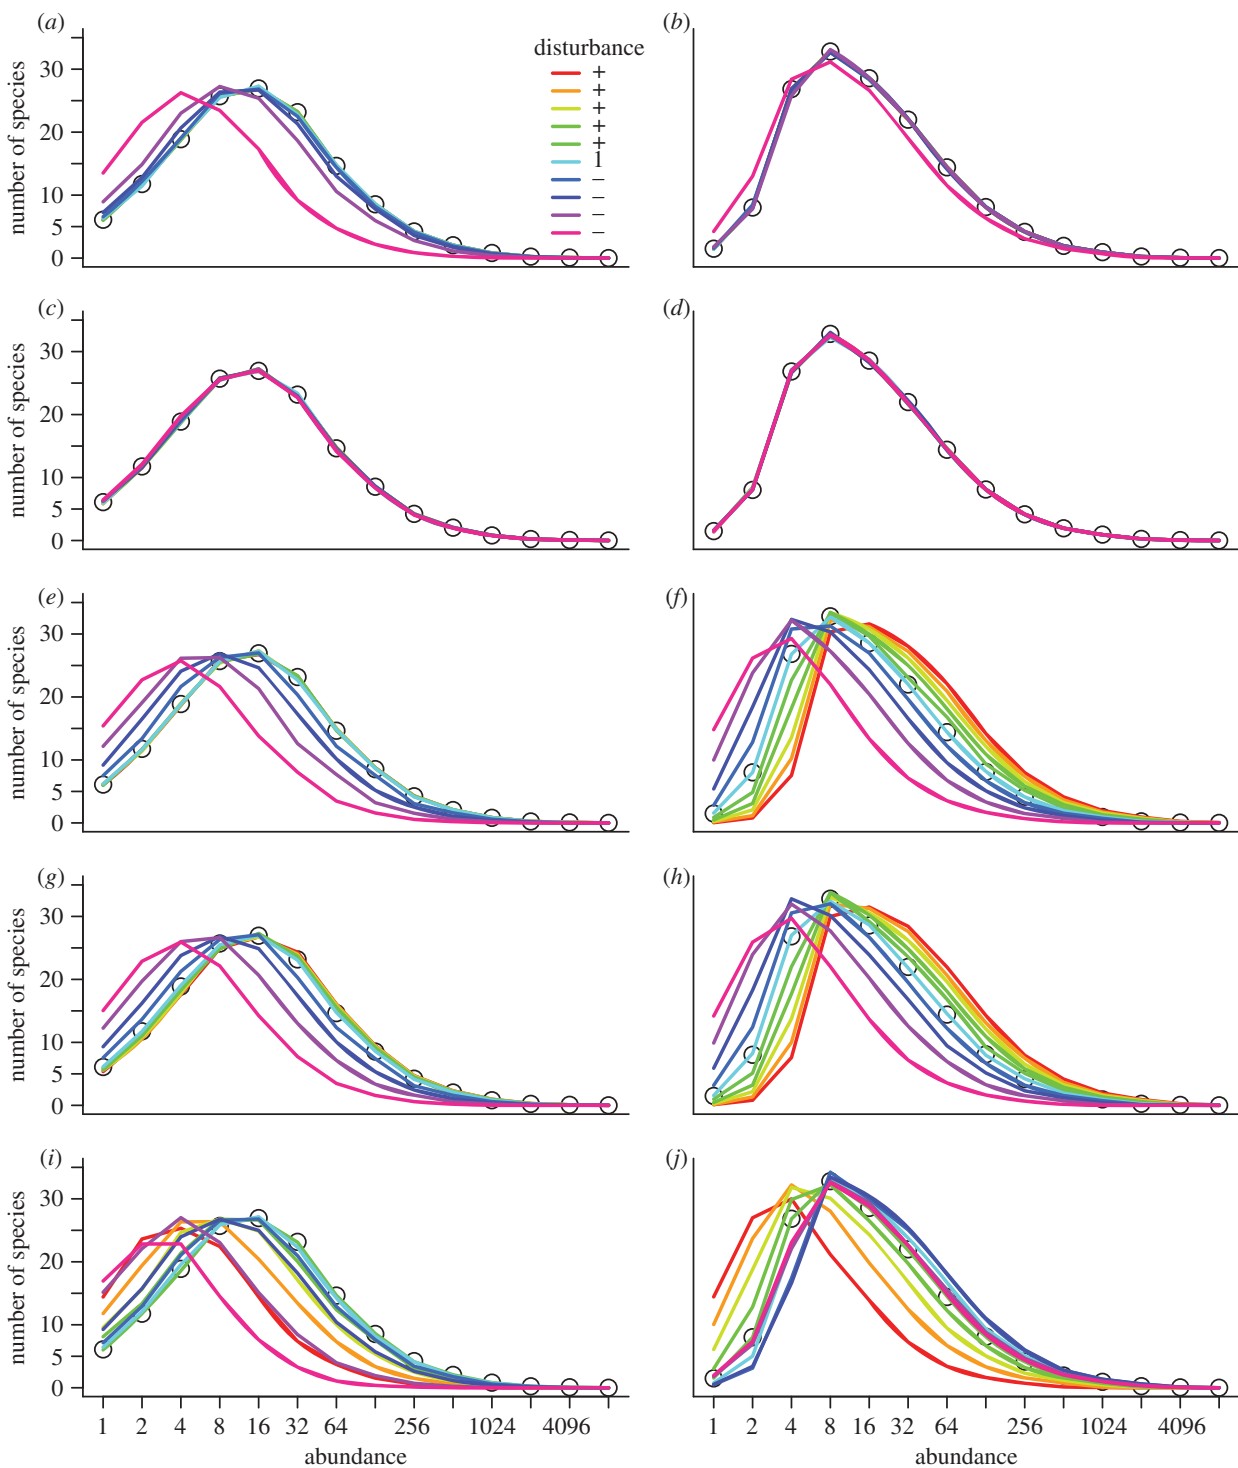 (a)
number of species
30
20
10
5
0
disturbance
+
+
+
+
+
1
–
–
–
–
(b)
(c)
number of species
30
20
10
5
0
(d)
(e)
number of species
30
20
10
5
0
(f)
(g)
number of species
30
20
10
5
0
(h)
(i)
number of species
30
20
10
5
0
1 2 4 8 16 32 64 256 1024 4096
abundance
(j)
1 2 4 8 16 32 64 256 1024 4096
abundance